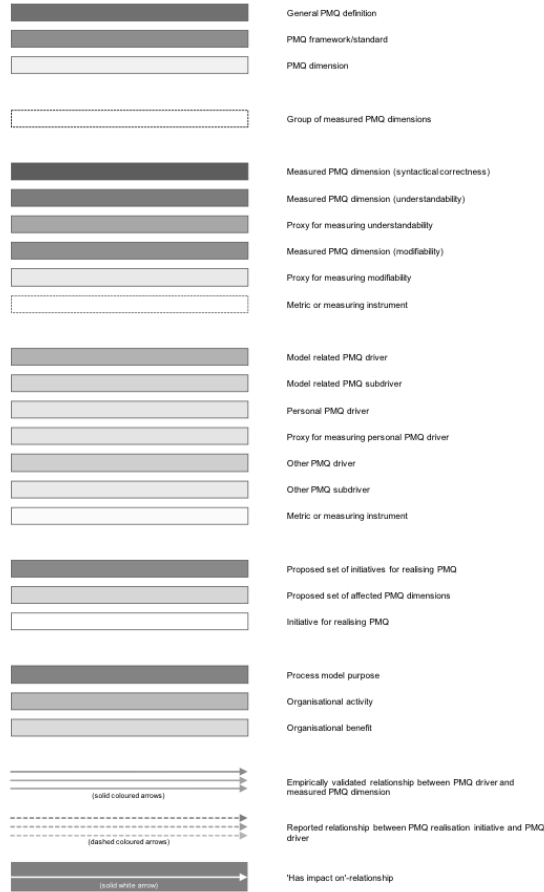 General PMQ definition
PMQ framework/standard
PMQ dimension
Group of measured PMQ dimensions
Measured PMQ dimension (syntactical correctness)
Measured PMQ dimension (understandability)
Proxy for measuring understandability
Measured PMQ dimension (modifiability)
Proxy for measuring modifiability
Metric or measuring instrument
Model related PMQ driver
Model related PMQ subdriver
Personal PMQ driver
Proxy for measuring personal PMQ driver
Other PMQ driver
Other PMQ subdriver
Metric or measuring instrument
Proposed set of initiatives for realising PMQ
Proposed set of affected PMQ dimensions
Initiative for realising PMQ
Process model purpose
Organisational activity
Organisational benefit
(solid coloured arrows)
Empirically validated relationship between PMQ driver and
measured PMQ dimension
(dashed coloured arrows)
Reported relationship between PMQ realisation initiative and PMQ
driver
(solid white arrow)
'Has impact on'-relationship